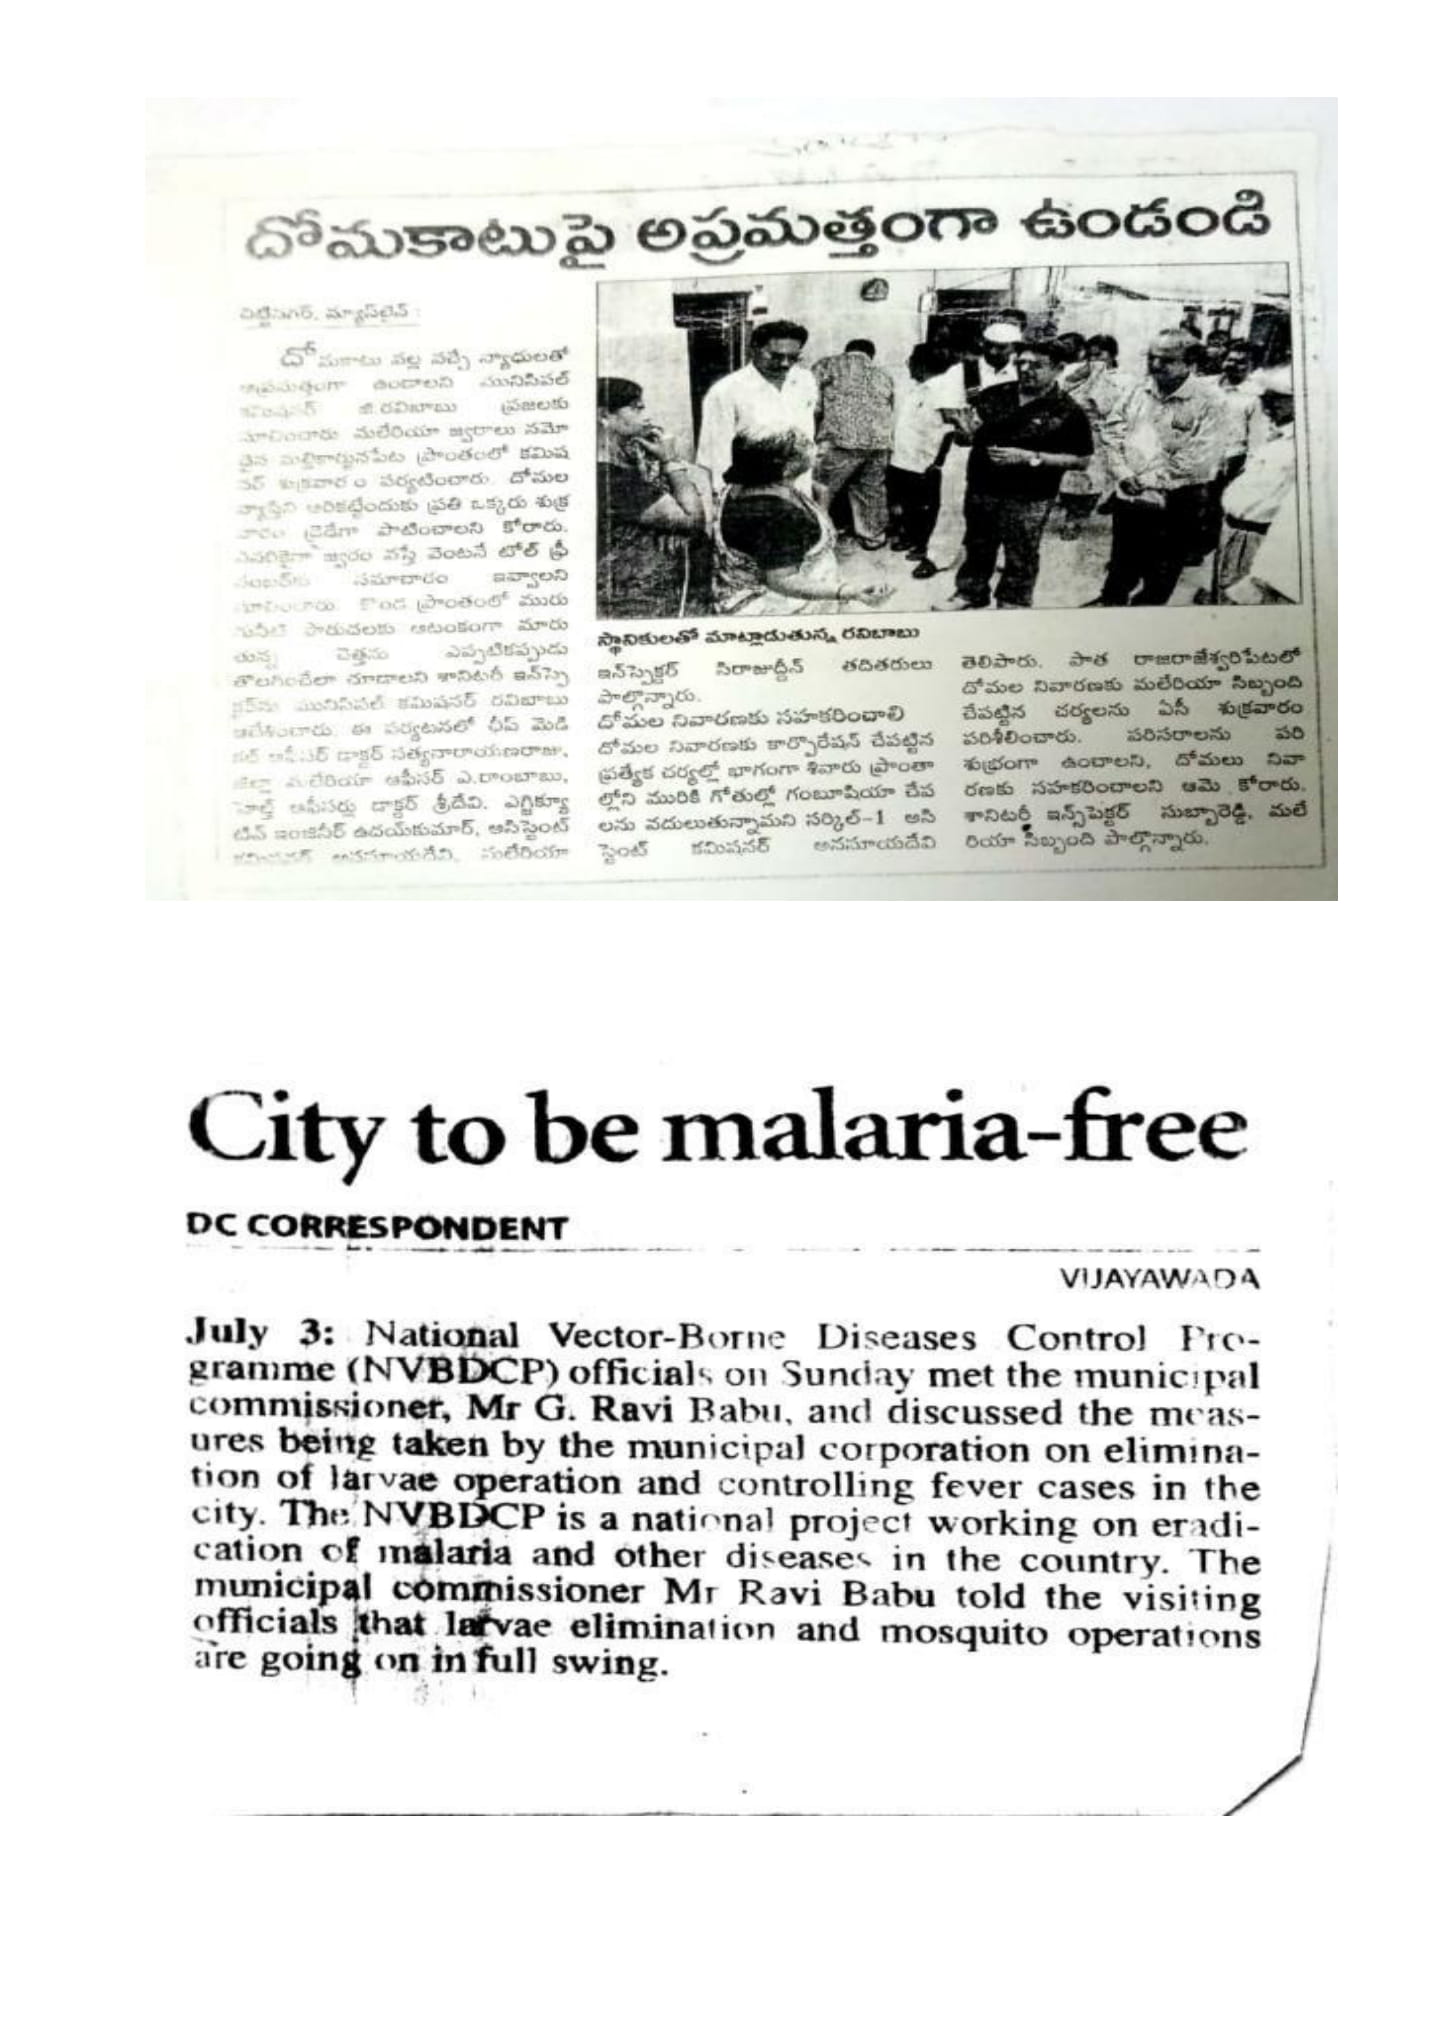 దోమకాటుపై అప్రమత్తంగా ఉండండి
చిట్టినగర్, న్యూస్‌లైన్ :
దోమకాటు వల్ల వచ్చే వ్యాధులతో
అప్రమత్తంగా ఉండాలని మునిసిపల్
కమిషనర్ జి.రవిబాబు ప్రజలకు
సూచించారు. మలేరియా జ్వరాలు నమో
దైన మల్లికార్జునపేట ప్రాంతంలో కమిష
నర్ శుక్రవారం పర్యటించారు. దోమల
వ్యాప్తిని అరికట్టేందుకు ప్రతి ఒక్కరు శుక్ర
వారం డ్రైడేగా పాటించాలని కోరారు.
ఎవరికైనా జ్వరం వస్తే వెంటనే టోల్ ఫ్రీ
నంబర్‌కు సమాచారం ఇవ్వాలని
సూచించారు. కొండ ప్రాంతంలో మురు
గునీటి పారుదలకు ఆటంకంగా మారు
తున్న చెత్తను ఎప్పటికప్పుడు
తొలగించేలా చూడాలని శానిటరీ ఇన్‌స్పె
క్టర్‌ను మునిసిపల్ కమిషనర్ రవిబాబు
ఆదేశించారు. ఈ పర్యటనలో చీఫ్ మెడి
కల్ ఆఫీసర్ డాక్టర్ సత్యనారాయణరాజు,
జిల్లా మలేరియా ఆఫీసర్ ఎ.రాంబాబు,
హెల్త్ ఆఫీసర్లు డాక్టర్ శ్రీదేవి, ఎగ్జిక్యూ
టివ్ ఇంజినీర్ ఉదయ్‌కుమార్, అసిస్టెంట్
కమిషనర్ అనసూయదేవి, మలేరియా
స్థానికులతో మాట్లాడుతున్న రవిబాబు
ఇన్‌స్పెక్టర్ సిరాజుద్దీన్ తదితరులు
పాల్గొన్నారు.
దోమల నివారణకు సహకరించాలి
దోమల నివారణకు కార్పొరేషన్ చేపట్టిన
ప్రత్యేక చర్యల్లో భాగంగా శివారు ప్రాంతా
ల్లోని మురికి గోతుల్లో గంబూషియా చేప
లను వదులుతున్నామని సర్కిల్-1 అసి
స్టెంట్ కమిషనర్ అనసూయదేవి
తెలిపారు. పాత రాజరాజేశ్వరిపేటలో
దోమల నివారణకు మలేరియా సిబ్బంది
చేపట్టిన చర్యలను ఏసీ శుక్రవారం
పరిశీలించారు. పరిసరాలను పరి
శుభ్రంగా ఉంచాలని, దోమలు నివా
రణకు సహకరించాలని ఆమె కోరారు.
శానిటరీ ఇన్స్‌పెక్టర్ సుబ్బారెడ్డి, మలే
రియా సిబ్బంది పాల్గొన్నారు.
City to be malaria-free
DC CORRESPONDENT
VIJAYAWADA
July 3: National Vector-Borne Diseases Control Pro-
gramme (NVBDCP) officials on Sunday met the municipal
commissioner, Mr G. Ravi Babu, and discussed the meas-
ures being taken by the municipal corporation on elimina-
tion of larvae operation and controlling fever cases in the
city. The NVBDCP is a national project working on eradi-
cation of malaria and other diseases in the country. The
municipal commissioner Mr Ravi Babu told the visiting
officials that larvae elimination and mosquito operations
are going on in full swing.